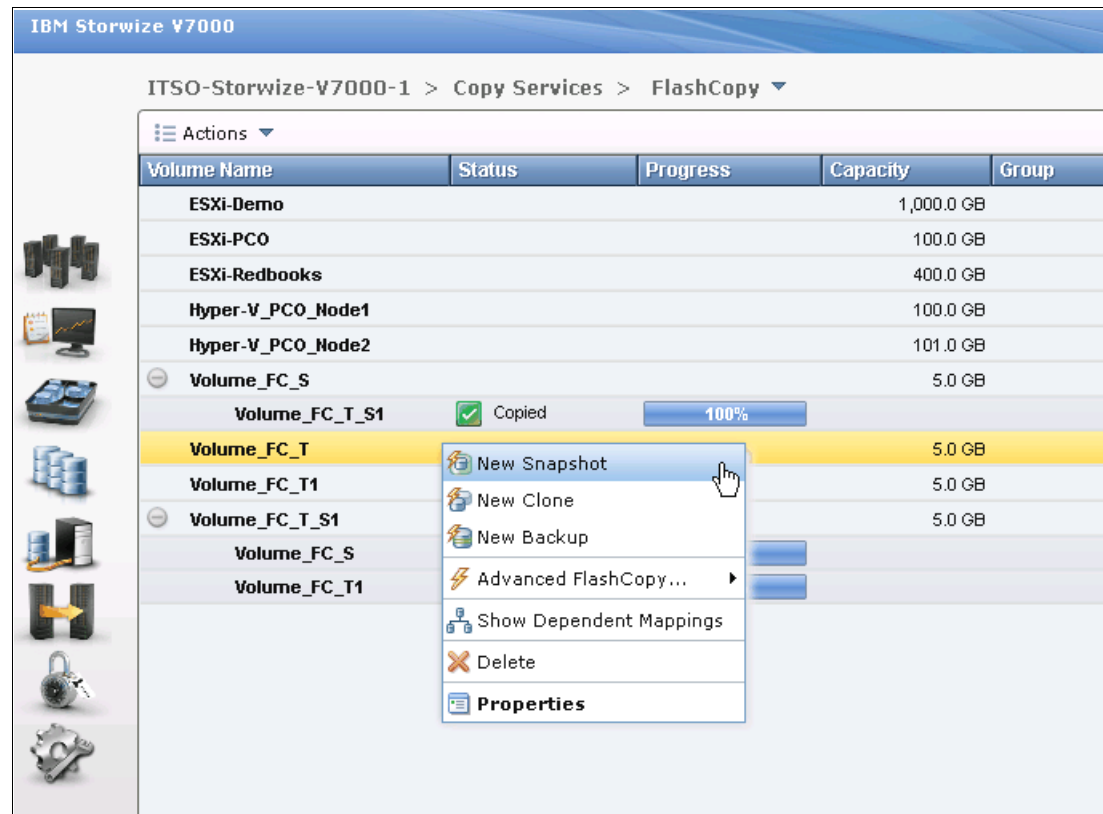 IBM Storwize V7000
ITSO-Storwize-V7000-1 > Copy Services > FlashCopy
Actions
Volume Name Status Progress Capacity Group
ESXi-Demo 1,000.0 GB
ESXi-PCO 100.0 GB
ESXi-Redbooks 400.0 GB
Hyper-V_PCO_Node1 100.0 GB
Hyper-V_PCO_Node2 101.0 GB
Volume_FC_S 5.0 GB
Volume_FC_T_S1 Copied 100%
Volume_FC_T 5.0 GB
Volume_FC_T1 5.0 GB
Volume_FC_T_S1 5.0 GB
Volume_FC_S
Volume_FC_T1
New Snapshot
New Clone
New Backup
Advanced FlashCopy...
Show Dependent Mappings
Delete
Properties